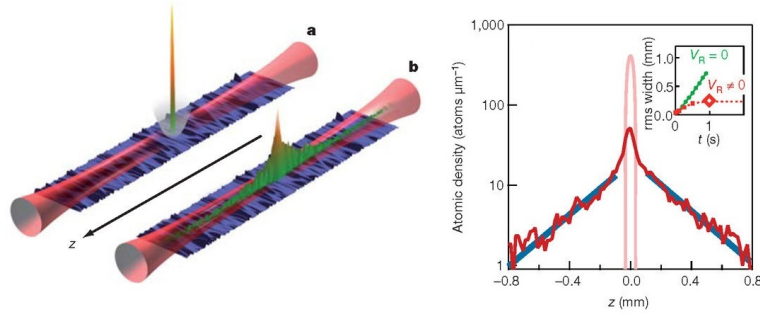 a
b
z
Atomic density (atoms μm⁻¹)
1,000
100
10
1
–0.8
–0.4
0.0
0.4
0.8
z (mm)
rms width (mm)
1.0
0.5
0.0
0
1
t (s)
V_R = 0
V_R ≠ 0